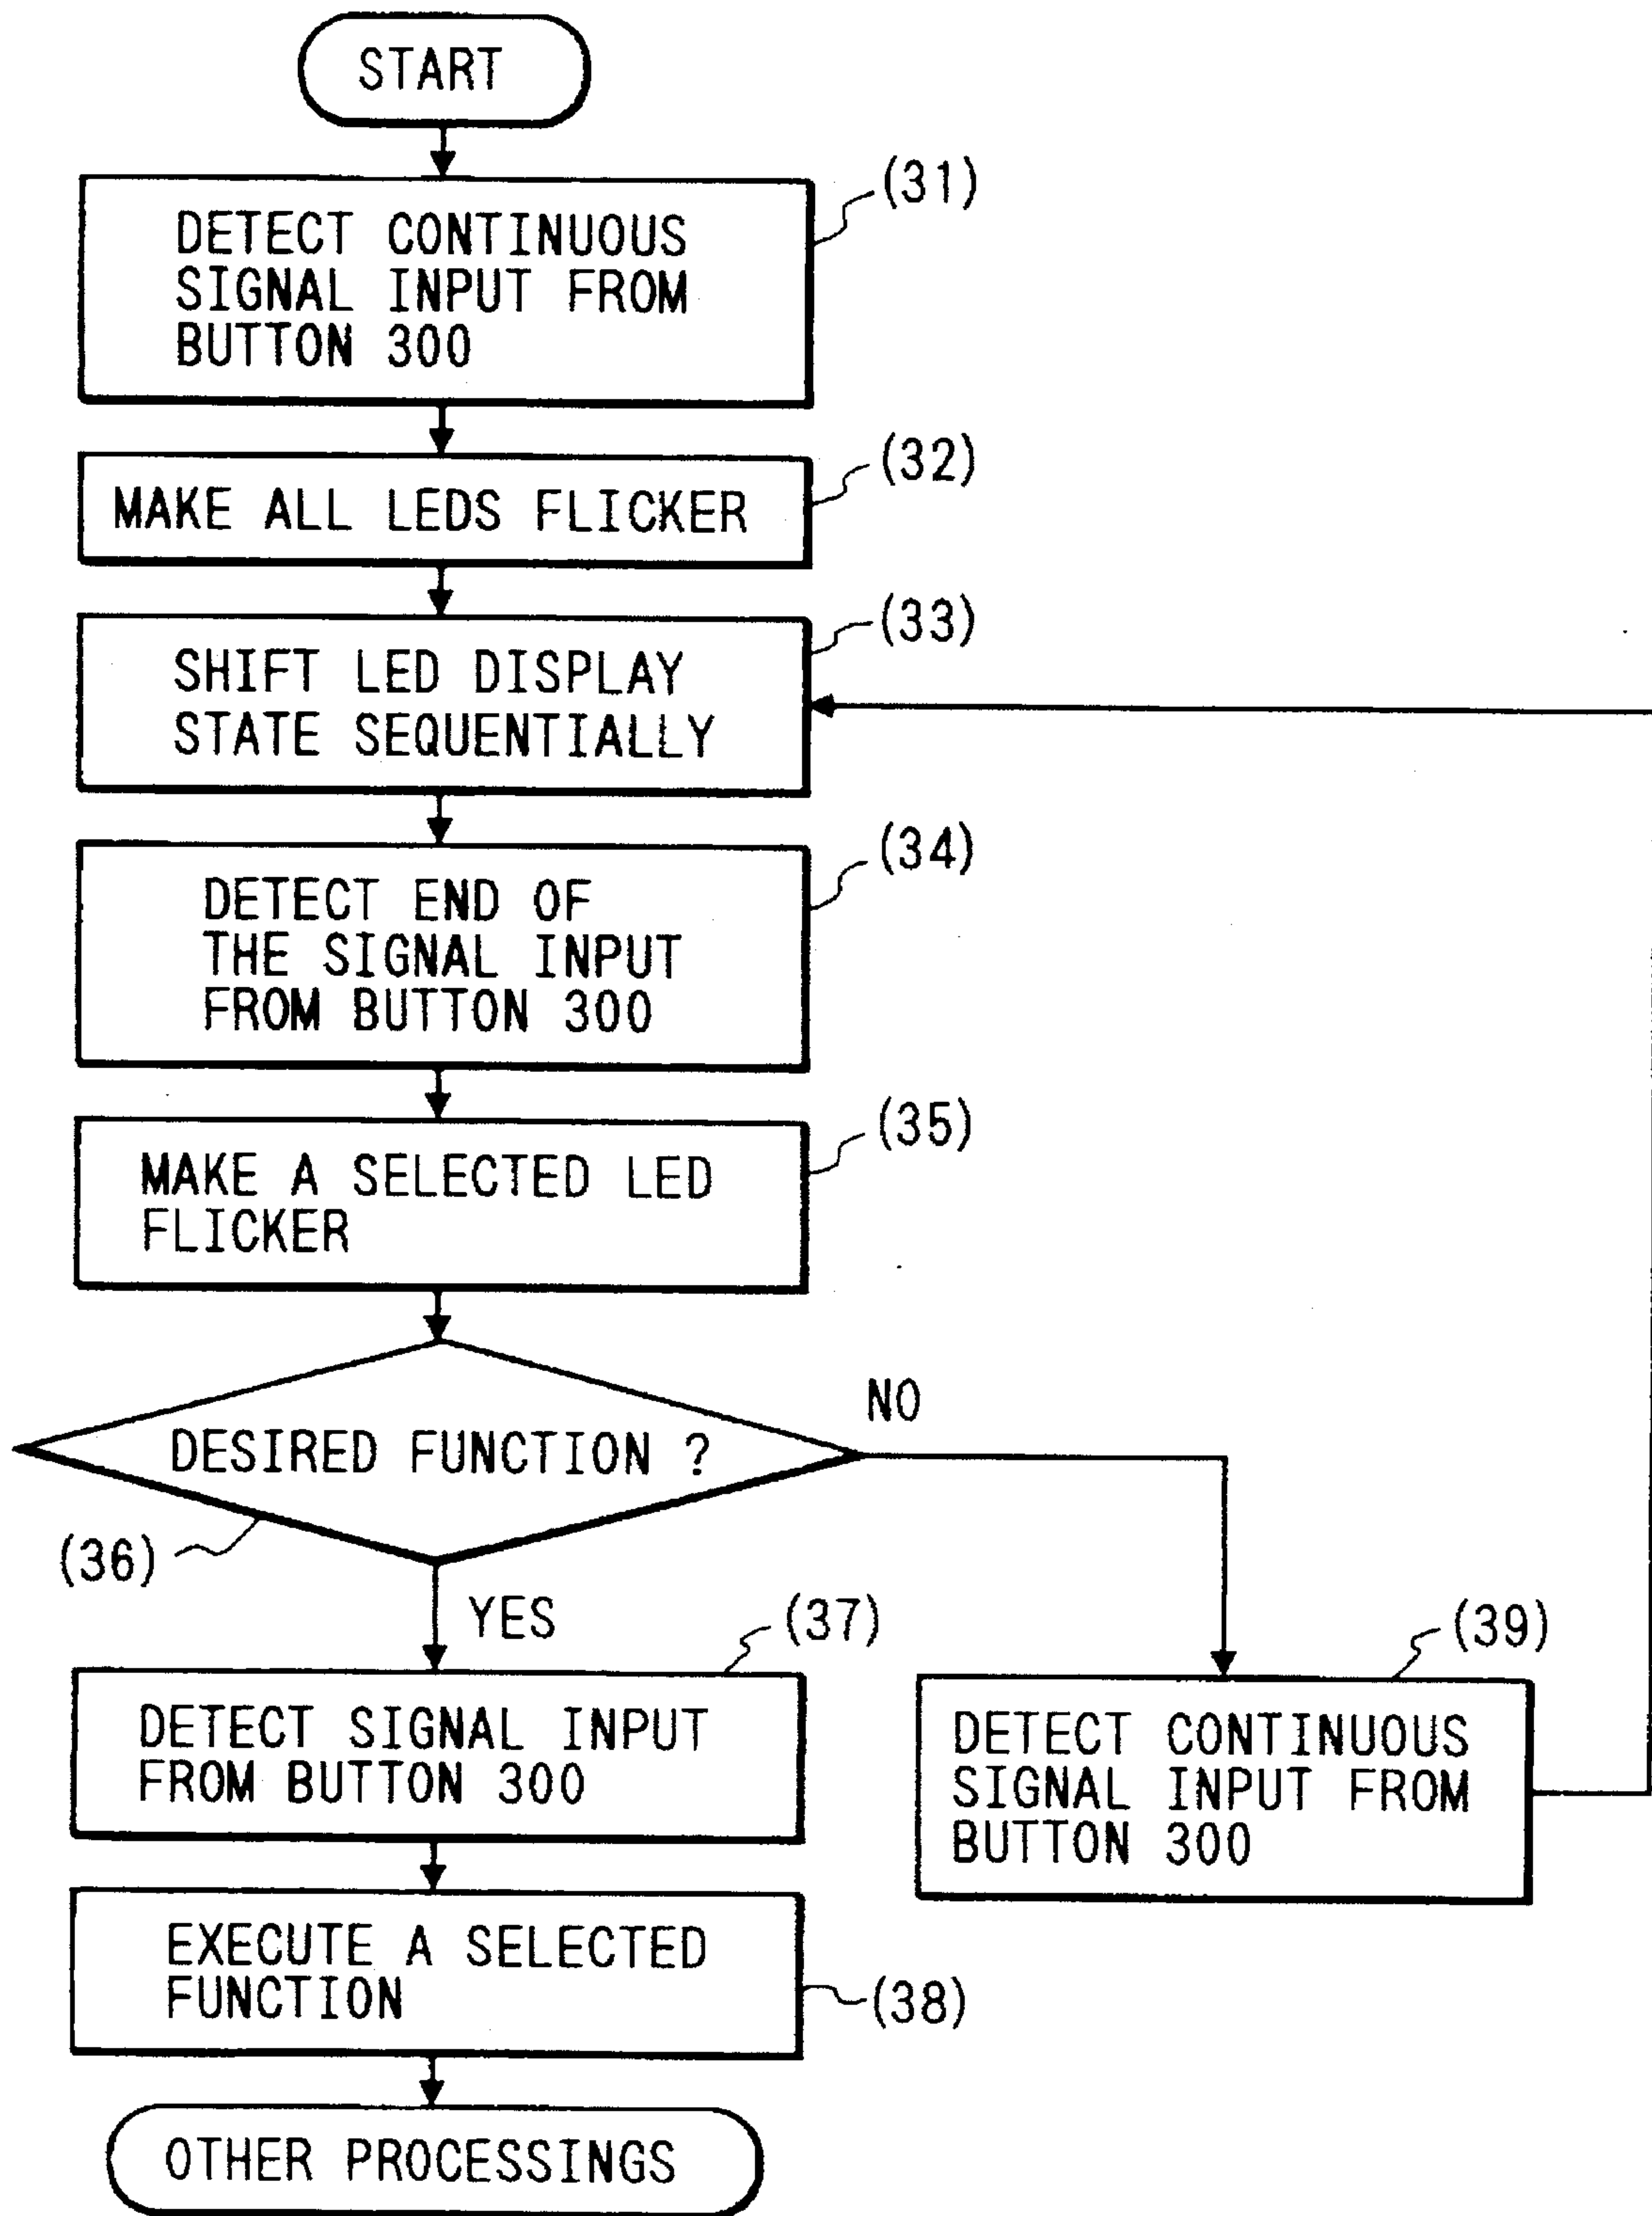 START
(31)
DETECT CONTINUOUS
SIGNAL INPUT FROM
BUTTON 300
(32)
MAKE ALL LEDS FLICKER
(33)
SHIFT LED DISPLAY
STATE SEQUENTIALLY
(34)
DETECT END OF
THE SIGNAL INPUT
FROM BUTTON 300
(35)
MAKE A SELECTED LED
FLICKER
NO
DESIRED FUNCTION ?
(36)
YES
(37)
DETECT SIGNAL INPUT
FROM BUTTON 300
(39)
DETECT CONTINUOUS
SIGNAL INPUT FROM
BUTTON 300
EXECUTE A SELECTED
FUNCTION
(38)
OTHER PROCESSINGS